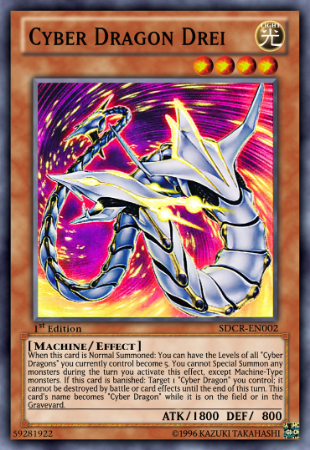 CYBER DRAGON DREI
LIGHT
光
SDCR-EN002
1st Edition
[MACHINE / EFFECT]
When this card is Normal Summoned: You can have the Levels of all "Cyber
Dragons" you currently control become 5. You cannot Special Summon any
monsters during the turn you activate this effect, except Machine-Type
monsters. If this card is banished: Target 1 "Cyber Dragon" you control; it
cannot be destroyed by battle or card effects until the end of this turn. This
card's name becomes "Cyber Dragon" while it is on the field or in the
Graveyard.
ATK/1800 DEF/ 800
59281922
©1996 KAZUKI TAKAHASHI